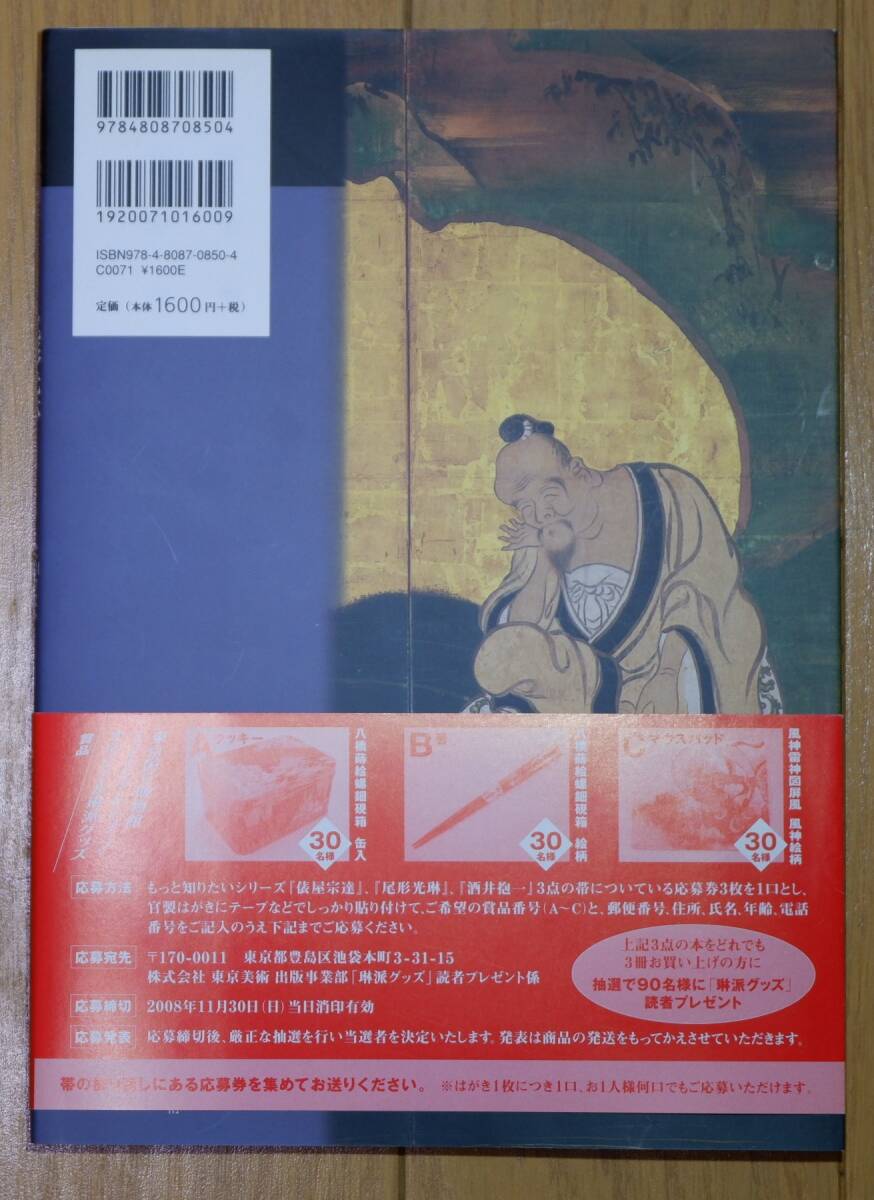 9784808708504
1920071016009
ISBN978-4-8087-0850-4
C0071 ¥1600E
定価（本体1600円+税）
賞品
琳派グッズ
A クッキー
八橋蒔絵螺鈿硯箱 缶入
30名様
B 箸
八橋蒔絵螺鈿硯箱 絵柄
30名様
C マウスパッド
風神雷神図屏風 風神絵柄
30名様
応募方法 もっと知りたいシリーズ『俵屋宗達』、『尾形光琳』、『酒井抱一』3点の帯についている応募券3枚を1口とし、
官製はがきにテープなどでしっかり貼り付けて、ご希望の賞品番号(A〜C)と、郵便番号、住所、氏名、年齢、電話
番号をご記入のうえ下記までご応募ください。
応募宛先 〒170-0011 東京都豊島区池袋本町3-31-15
株式会社 東京美術 出版事業部「琳派グッズ」読者プレゼント係
応募締切 2008年11月30日(日)当日消印有効
応募発表 応募締切後、厳正な抽選を行い当選者を決定いたします。発表は商品の発送をもってかえさせていただきます。
上記3点の本をどれでも
3冊お買い上げの方に
抽選で90名様に「琳派グッズ」
読者プレゼント
帯の折り返しにある応募券を集めてお送りください。 ※はがき1枚につき1口、お1人様何口でもご応募いただけます。